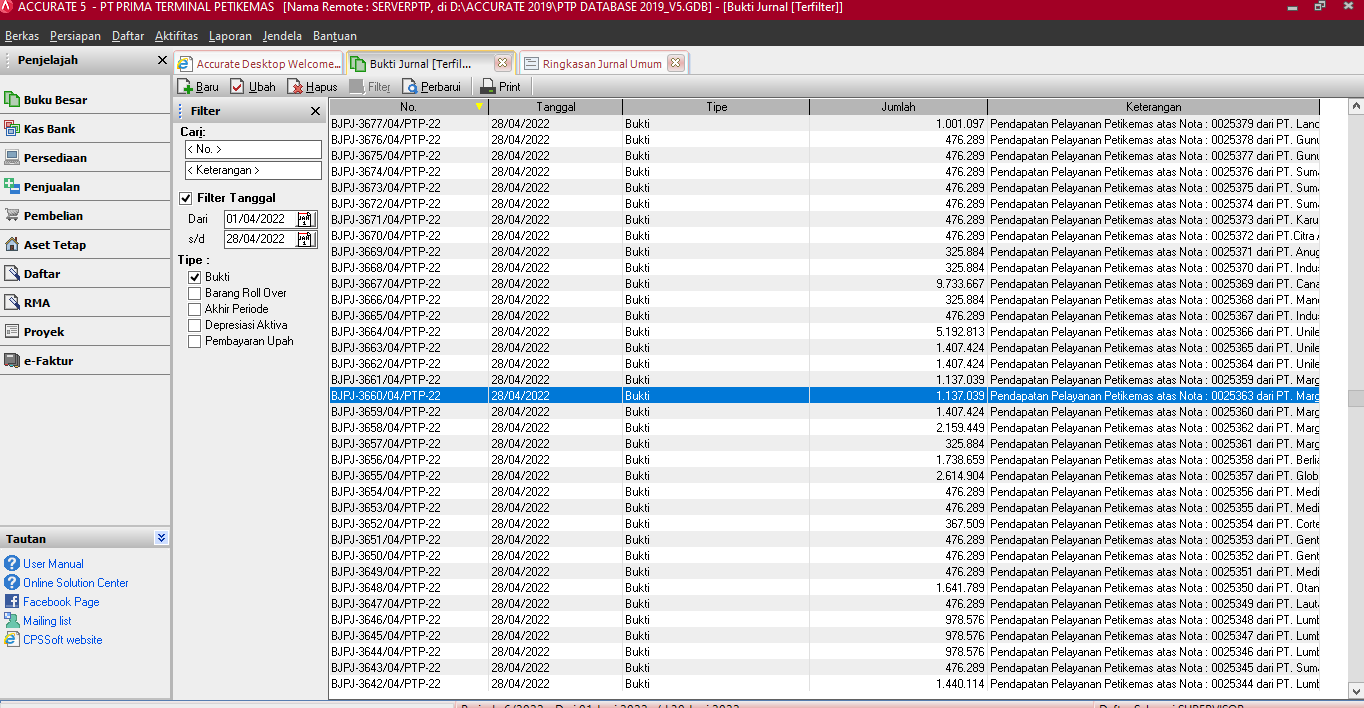 ACCURATE 5 - PT PRIMA TERMINAL PETIKEMAS [Nama Remote : SERVERPTP, di D:\ACCURATE 2019\PTP DATABASE 2019_V5.GDB] - [Bukti Jurnal [Terfilter]]
Berkas Persiapan Daftar Aktifitas Laporan Jendela Bantuan
Penjelajah
Accurate Desktop Welcome... Bukti Jurnal [Terfil... Ringkasan Jurnal Umum
Baru Ubah Hapus Filter Perbarui Print
Buku Besar
Kas Bank
Persediaan
Penjualan
Pembelian
Aset Tetap
Daftar
RMA
Proyek
e-Faktur
Tautan
User Manual
Online Solution Center
Facebook Page
Mailing list
CPSSoft website
Filter
Cari:
< No. >
< Keterangan >
Filter Tanggal
Dari 01/04/2022
s/d 28/04/2022
Tipe :
Bukti
Barang Roll Over
Akhir Periode
Depresiasi Aktiva
Pembayaran Upah
No. Tanggal Tipe Jumlah Keterangan
BJPJ-3677/04/PTP-22 28/04/2022 Bukti 1.001.097 Pendapatan Pelayanan Petikemas atas Nota : 0025379 dari PT. Lanc
BJPJ-3676/04/PTP-22 28/04/2022 Bukti 476.289 Pendapatan Pelayanan Petikemas atas Nota : 0025378 dari PT. Gunu
BJPJ-3675/04/PTP-22 28/04/2022 Bukti 476.289 Pendapatan Pelayanan Petikemas atas Nota : 0025377 dari PT. Gunu
BJPJ-3674/04/PTP-22 28/04/2022 Bukti 476.289 Pendapatan Pelayanan Petikemas atas Nota : 0025376 dari PT. Suma
BJPJ-3673/04/PTP-22 28/04/2022 Bukti 476.289 Pendapatan Pelayanan Petikemas atas Nota : 0025375 dari PT. Suma
BJPJ-3672/04/PTP-22 28/04/2022 Bukti 476.289 Pendapatan Pelayanan Petikemas atas Nota : 0025374 dari PT. Suma
BJPJ-3671/04/PTP-22 28/04/2022 Bukti 476.289 Pendapatan Pelayanan Petikemas atas Nota : 0025373 dari PT. Karu
BJPJ-3670/04/PTP-22 28/04/2022 Bukti 476.289 Pendapatan Pelayanan Petikemas atas Nota : 0025372 dari PT.Citra A
BJPJ-3669/04/PTP-22 28/04/2022 Bukti 325.884 Pendapatan Pelayanan Petikemas atas Nota : 0025371 dari PT. Anug
BJPJ-3668/04/PTP-22 28/04/2022 Bukti 325.884 Pendapatan Pelayanan Petikemas atas Nota : 0025370 dari PT. Indus
BJPJ-3667/04/PTP-22 28/04/2022 Bukti 9.733.667 Pendapatan Pelayanan Petikemas atas Nota : 0025369 dari PT. Cana
BJPJ-3666/04/PTP-22 28/04/2022 Bukti 325.884 Pendapatan Pelayanan Petikemas atas Nota : 0025368 dari PT. Man
BJPJ-3665/04/PTP-22 28/04/2022 Bukti 476.289 Pendapatan Pelayanan Petikemas atas Nota : 0025367 dari PT. Indus
BJPJ-3664/04/PTP-22 28/04/2022 Bukti 5.192.813 Pendapatan Pelayanan Petikemas atas Nota : 0025366 dari PT. Unile
BJPJ-3663/04/PTP-22 28/04/2022 Bukti 1.407.424 Pendapatan Pelayanan Petikemas atas Nota : 0025365 dari PT. Unile
BJPJ-3662/04/PTP-22 28/04/2022 Bukti 1.407.424 Pendapatan Pelayanan Petikemas atas Nota : 0025364 dari PT. Unile
BJPJ-3661/04/PTP-22 28/04/2022 Bukti 1.137.039 Pendapatan Pelayanan Petikemas atas Nota : 0025359 dari PT. Marg
BJPJ-3660/04/PTP-22 28/04/2022 Bukti 1.137.039 Pendapatan Pelayanan Petikemas atas Nota : 0025363 dari PT. Marg
BJPJ-3659/04/PTP-22 28/04/2022 Bukti 1.407.424 Pendapatan Pelayanan Petikemas atas Nota : 0025360 dari PT. Marg
BJPJ-3658/04/PTP-22 28/04/2022 Bukti 2.159.449 Pendapatan Pelayanan Petikemas atas Nota : 0025362 dari PT. Marg
BJPJ-3657/04/PTP-22 28/04/2022 Bukti 325.884 Pendapatan Pelayanan Petikemas atas Nota : 0025361 dari PT. Marg
BJPJ-3656/04/PTP-22 28/04/2022 Bukti 1.738.659 Pendapatan Pelayanan Petikemas atas Nota : 0025358 dari PT. Berlia
BJPJ-3655/04/PTP-22 28/04/2022 Bukti 2.614.904 Pendapatan Pelayanan Petikemas atas Nota : 0025357 dari PT. Glob
BJPJ-3654/04/PTP-22 28/04/2022 Bukti 476.289 Pendapatan Pelayanan Petikemas atas Nota : 0025356 dari PT. Medi
BJPJ-3653/04/PTP-22 28/04/2022 Bukti 476.289 Pendapatan Pelayanan Petikemas atas Nota : 0025355 dari PT. Medi
BJPJ-3652/04/PTP-22 28/04/2022 Bukti 367.509 Pendapatan Pelayanan Petikemas atas Nota : 0025354 dari PT. Corte
BJPJ-3651/04/PTP-22 28/04/2022 Bukti 476.289 Pendapatan Pelayanan Petikemas atas Nota : 0025353 dari PT. Gent
BJPJ-3650/04/PTP-22 28/04/2022 Bukti 476.289 Pendapatan Pelayanan Petikemas atas Nota : 0025352 dari PT. Gent
BJPJ-3649/04/PTP-22 28/04/2022 Bukti 476.289 Pendapatan Pelayanan Petikemas atas Nota : 0025351 dari PT. Medi
BJPJ-3648/04/PTP-22 28/04/2022 Bukti 1.641.789 Pendapatan Pelayanan Petikemas atas Nota : 0025350 dari PT. Otan
BJPJ-3647/04/PTP-22 28/04/2022 Bukti 476.289 Pendapatan Pelayanan Petikemas atas Nota : 0025349 dari PT. Lauta
BJPJ-3646/04/PTP-22 28/04/2022 Bukti 978.576 Pendapatan Pelayanan Petikemas atas Nota : 0025348 dari PT. Lumb
BJPJ-3645/04/PTP-22 28/04/2022 Bukti 978.576 Pendapatan Pelayanan Petikemas atas Nota : 0025347 dari PT. Lumb
BJPJ-3644/04/PTP-22 28/04/2022 Bukti 978.576 Pendapatan Pelayanan Petikemas atas Nota : 0025346 dari PT. Lumb
BJPJ-3643/04/PTP-22 28/04/2022 Bukti 476.289 Pendapatan Pelayanan Petikemas atas Nota : 0025345 dari PT. Suma
BJPJ-3642/04/PTP-22 28/04/2022 Bukti 1.440.114 Pendapatan Pelayanan Petikemas atas Nota : 0025344 dari PT. Lumb